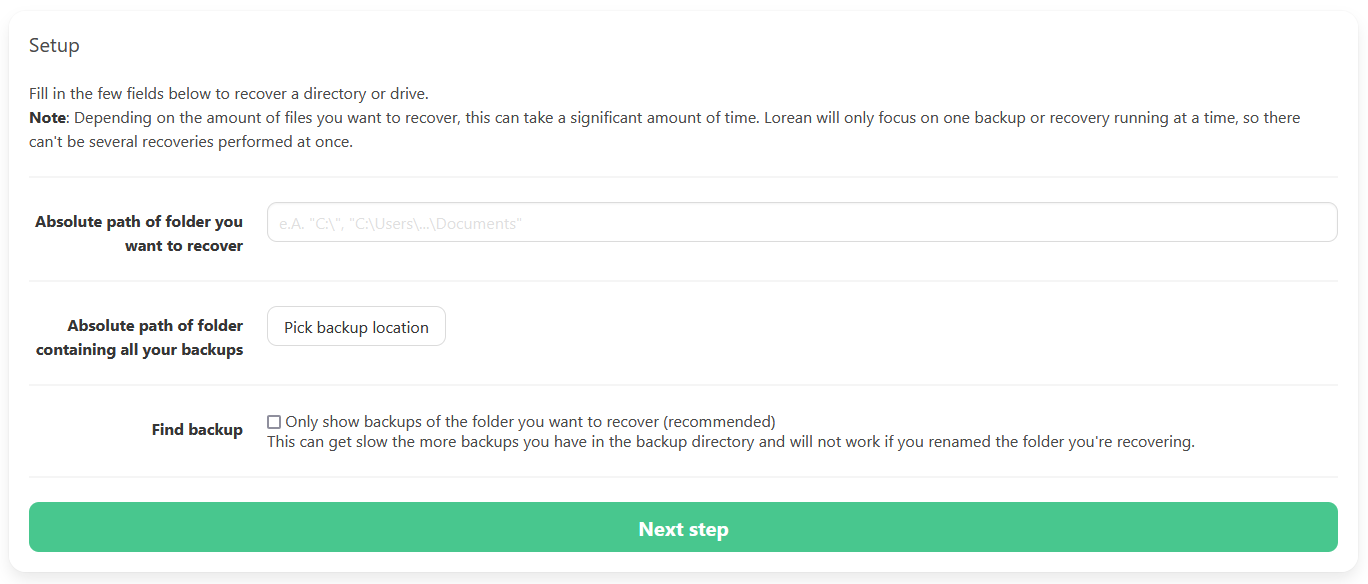 Setup
Fill in the few fields below to recover a directory or drive.
Note: Depending on the amount of files you want to recover, this can take a significant amount of time. Lorean will only focus on one backup or recovery running at a time, so there
can't be several recoveries performed at once.
Absolute path of folder you
want to recover
e.A. "C:\", "C:\Users\...\Documents"
Absolute path of folder
containing all your backups
Pick backup location
Find backup
Only show backups of the folder you want to recover (recommended)
This can get slow the more backups you have in the backup directory and will not work if you renamed the folder you're recovering.
Next step